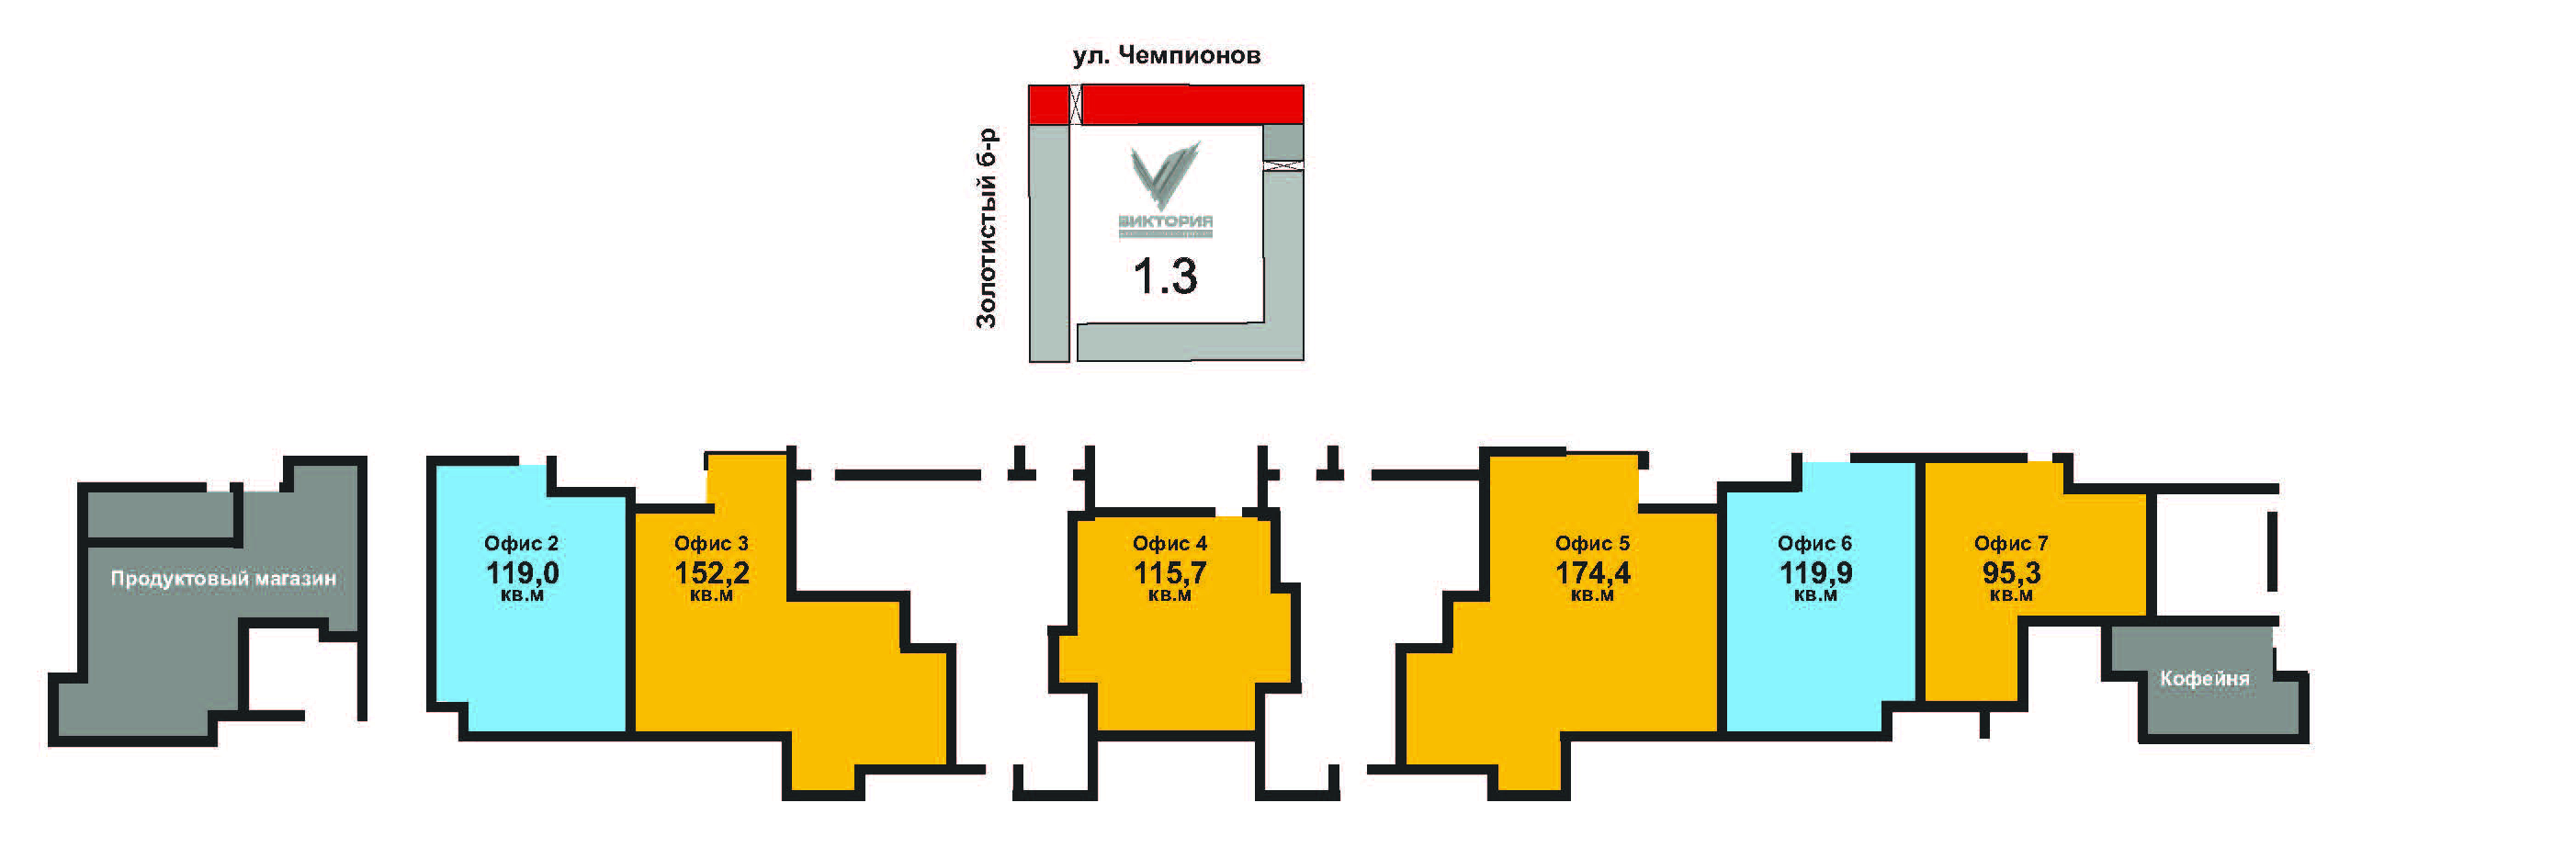 ул. Чемпионов
Золотистый б-р
ВИКТОРИЯ
1.3
Продуктовый магазин
Офис 2
119,0
кв.м
Офис 3
152,2
кв.м
Офис 4
115,7
кв.м
Офис 5
174,4
кв.м
Офис 6
119,9
кв.м
Офис 7
95,3
кв.м
Кофейня